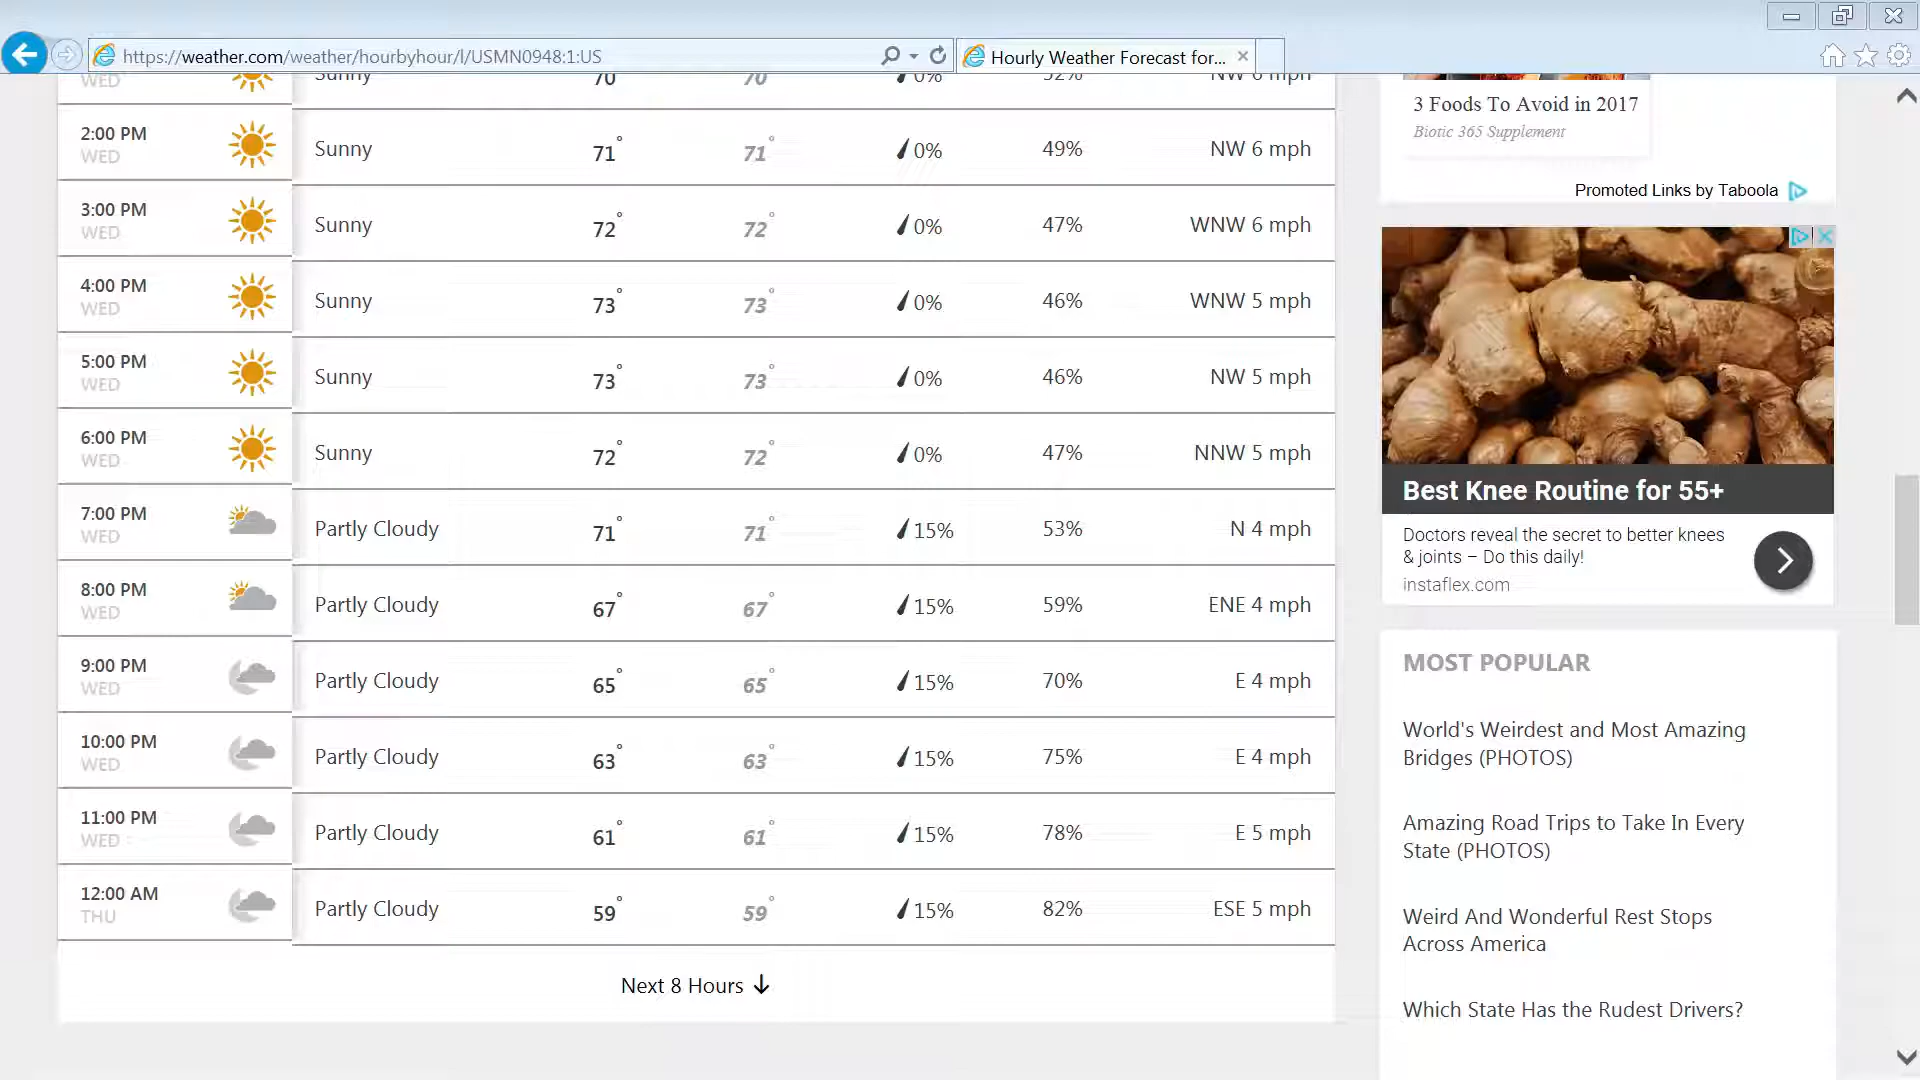 https://weather.com/weather/hourbyhour/l/USMN0948:1:US
Hourly Weather Forecast for...
WED Sunny 70 70 0% 52% NW 6 mph
2:00 PM
WED
Sunny 71° 71° 0% 49% NW 6 mph
3:00 PM
WED
Sunny 72° 72° 0% 47% WNW 6 mph
4:00 PM
WED
Sunny 73° 73° 0% 46% WNW 5 mph
5:00 PM
WED
Sunny 73° 73° 0% 46% NW 5 mph
6:00 PM
WED
Sunny 72° 72° 0% 47% NNW 5 mph
7:00 PM
WED
Partly Cloudy 71° 71° 15% 53% N 4 mph
8:00 PM
WED
Partly Cloudy 67° 67° 15% 59% ENE 4 mph
9:00 PM
WED
Partly Cloudy 65° 65° 15% 70% E 4 mph
10:00 PM
WED
Partly Cloudy 63° 63° 15% 75% E 4 mph
11:00 PM
WED
Partly Cloudy 61° 61° 15% 78% E 5 mph
12:00 AM
THU
Partly Cloudy 59° 59° 15% 82% ESE 5 mph
Next 8 Hours
3 Foods To Avoid in 2017
Biotic 365 Supplement
Promoted Links by Taboola
Best Knee Routine for 55+
Doctors reveal the secret to better knees
& joints – Do this daily!
instaflex.com
MOST POPULAR
World's Weirdest and Most Amazing
Bridges (PHOTOS)
Amazing Road Trips to Take In Every
State (PHOTOS)
Weird And Wonderful Rest Stops
Across America
Which State Has the Rudest Drivers?